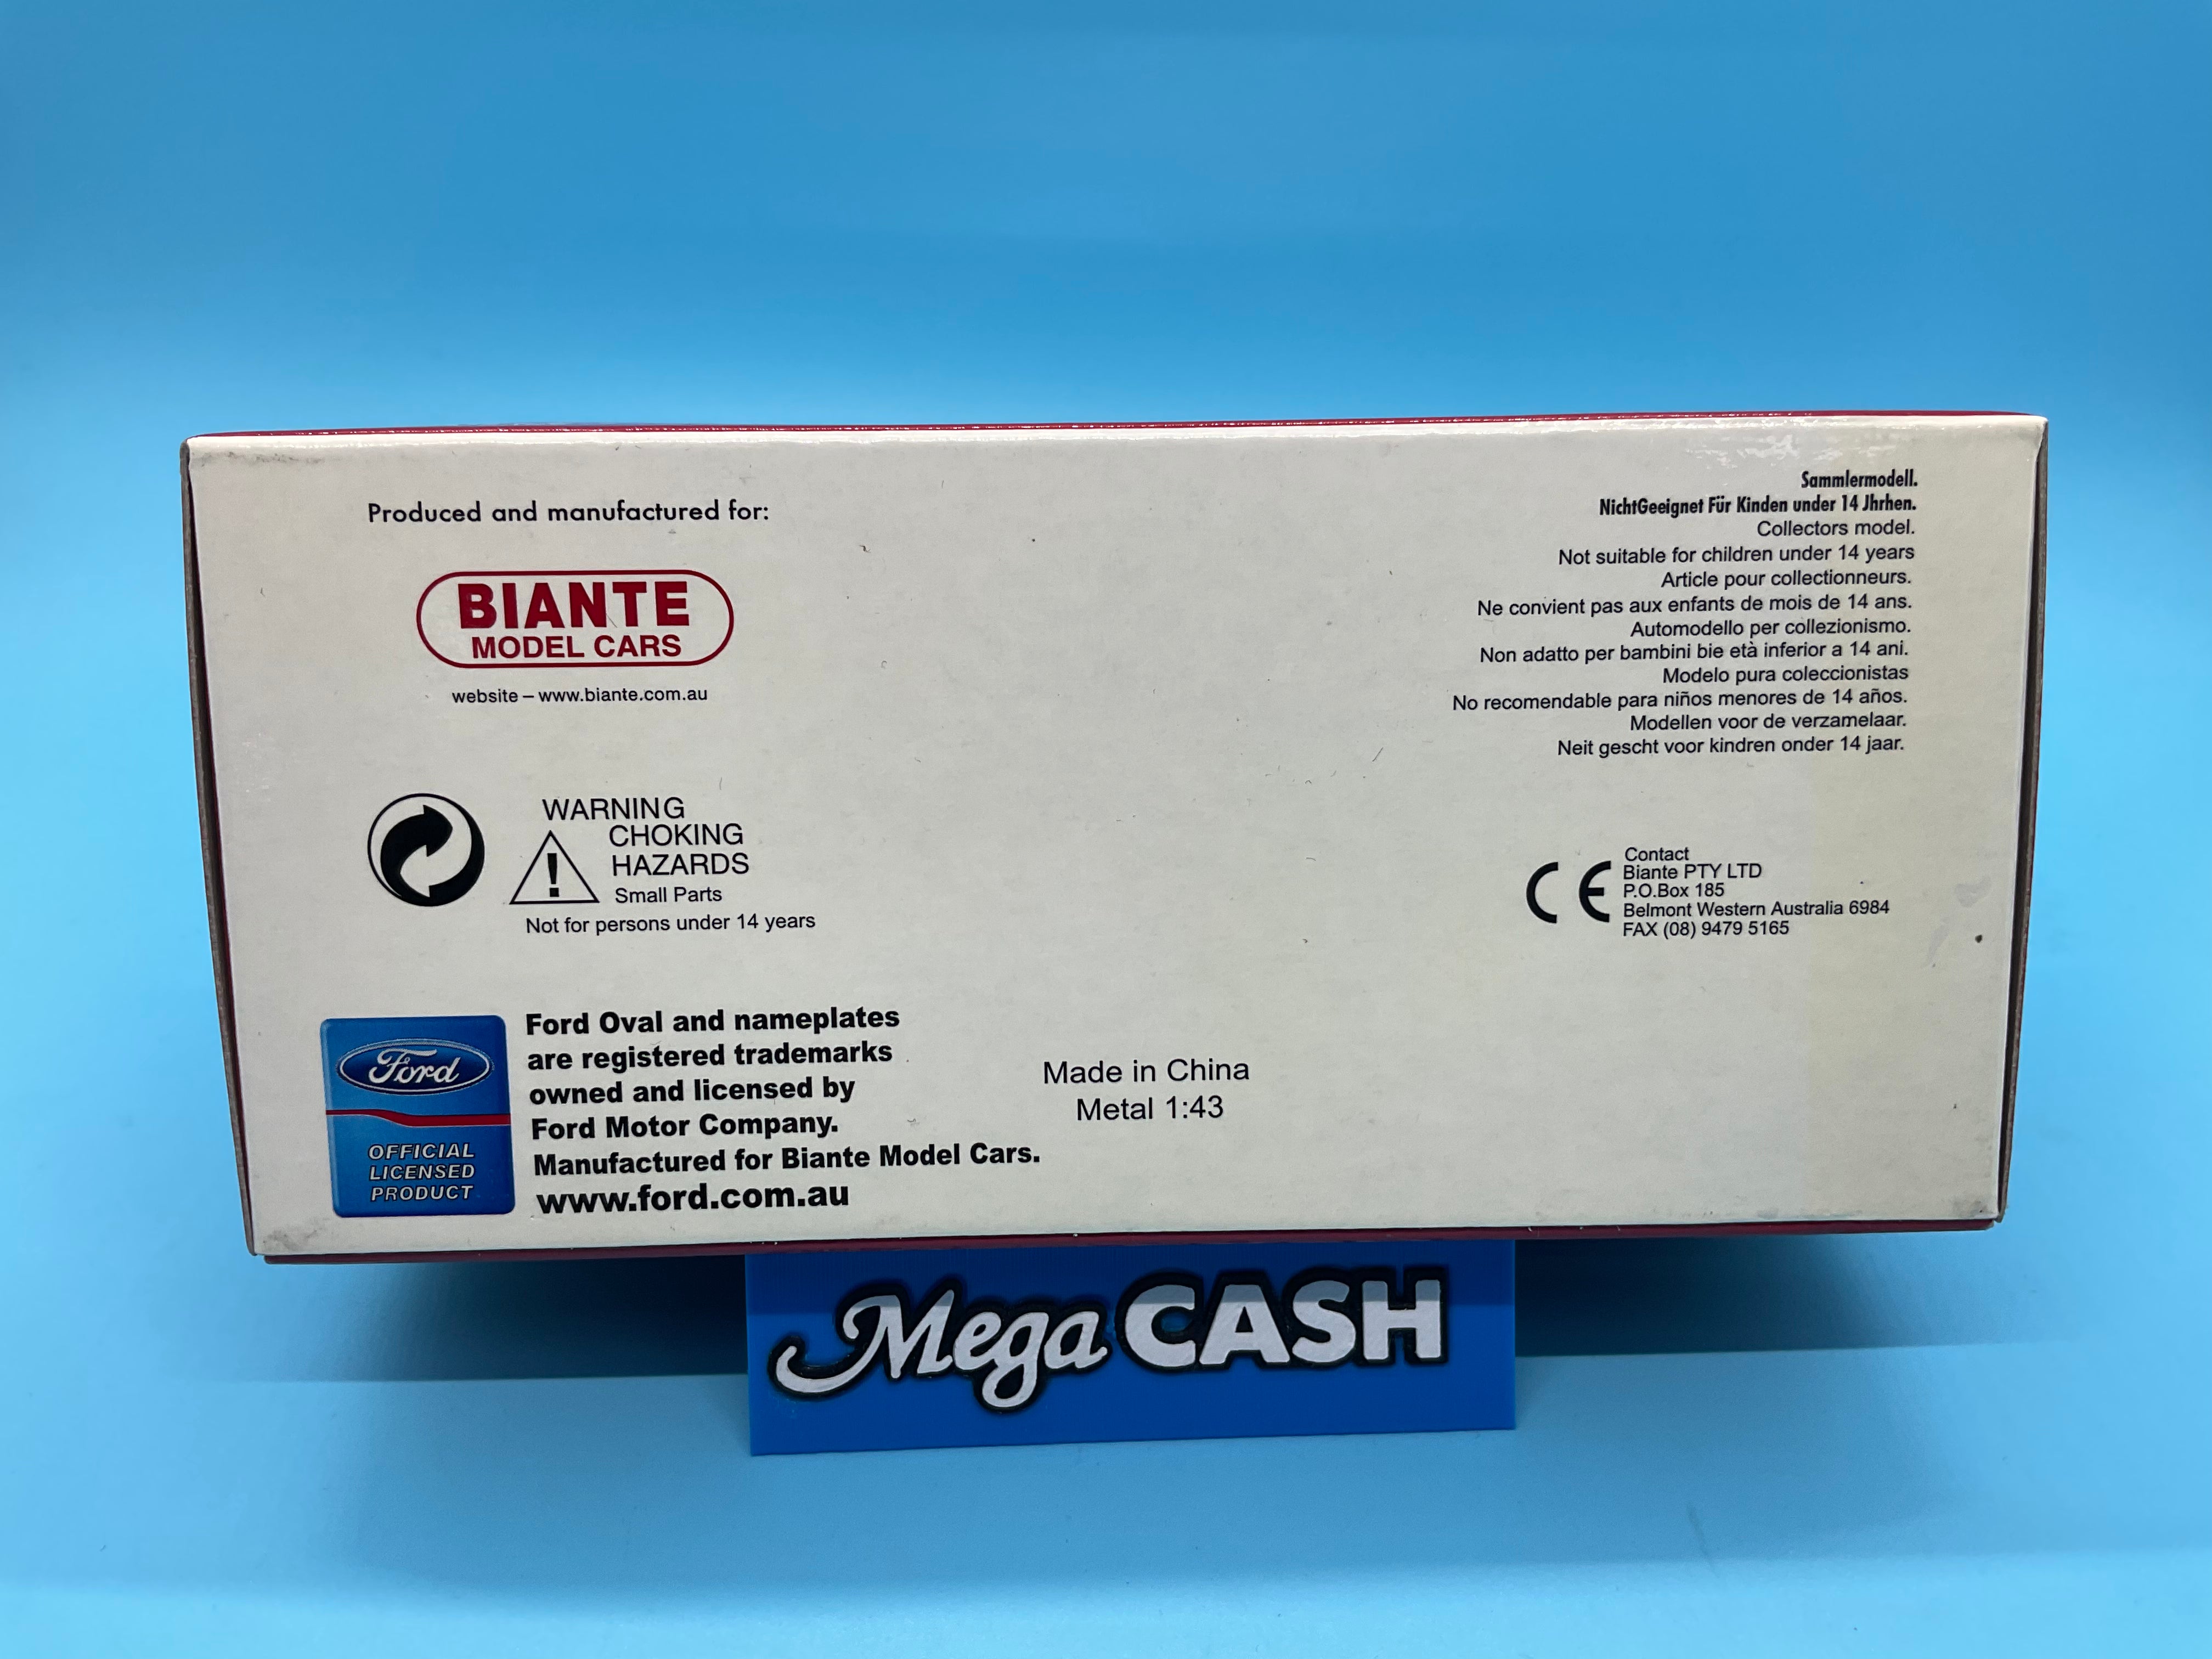 Produced and manufactured for:
BIANTE
MODEL CARS
website – www.biante.com.au
WARNING
CHOKING
HAZARDS
!
Small Parts
Not for persons under 14 years
Ford
OFFICIAL
LICENSED
PRODUCT
Ford Oval and nameplates
are registered trademarks
owned and licensed by
Ford Motor Company.
Manufactured for Biante Model Cars.
www.ford.com.au
Made in China
Metal 1:43
Sammlermodell.
NichtGeeignet Für Kinden under 14 Jhrhen.
Collectors model.
Not suitable for children under 14 years
Article pour collectionneurs.
Ne convient pas aux enfants de mois de 14 ans.
Automodello per collezionismo.
Non adatto per bambini bie età inferior a 14 ani.
Modelo pura coleccionistas
No recomendable para niños menores de 14 años.
Modellen voor de verzamelaar.
Neit gescht voor kindren onder 14 jaar.
CE
Contact
Biante PTY LTD
P.O.Box 185
Belmont Western Australia 6984
FAX (08) 9479 5165
Mega CASH